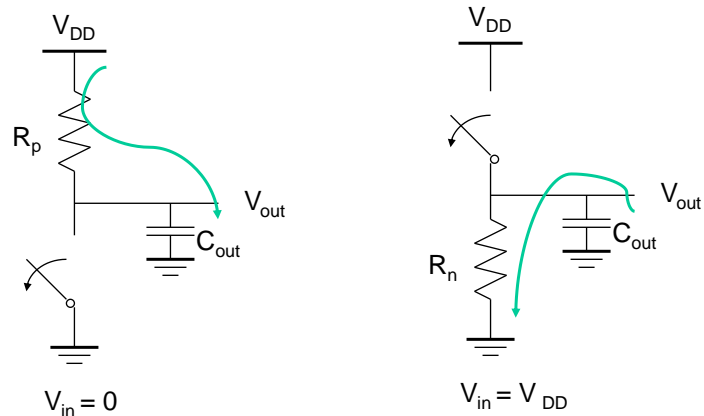 V_DD
R_p
V_out
C_out
V_in = 0
V_DD
V_out
C_out
R_n
V_in = V_DD